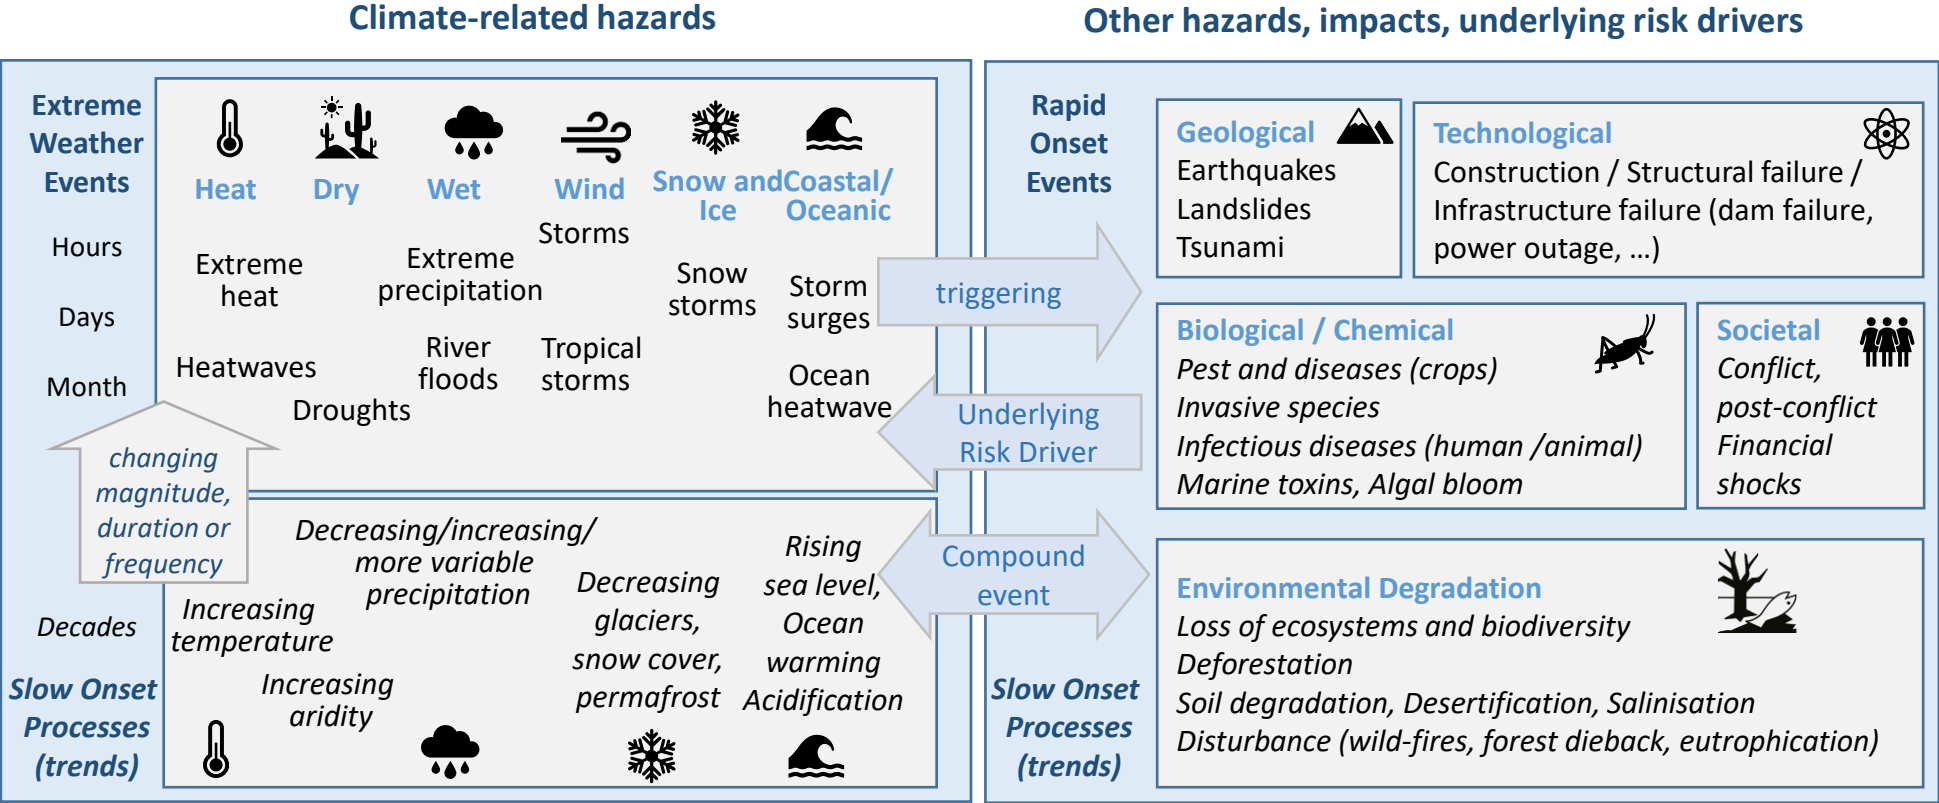 Climate-related hazards
Other hazards, impacts, underlying risk drivers
Extreme
Weather
Events
Hours
Days
Month
Heat
Dry
Wet
Wind
Snow and
Ice
Coastal/
Oceanic
Extreme
heat
Heatwaves
Droughts
Extreme
precipitation
River
floods
Storms
Tropical
storms
Snow
storms
Storm
surges
Ocean
heatwave
changing
magnitude,
duration or
frequency
Decades
Slow Onset
Processes
(trends)
Increasing
temperature
Increasing
aridity
Decreasing/increasing/
more variable
precipitation
Decreasing
glaciers,
snow cover,
permafrost
Rising
sea level,
Ocean
warming
Acidification
triggering
Underlying
Risk Driver
Compound
event
Rapid
Onset
Events
Geological
Earthquakes
Landslides
Tsunami
Technological
Construction / Structural failure /
Infrastructure failure (dam failure,
power outage, ...)
Biological / Chemical
Pest and diseases (crops)
Invasive species
Infectious diseases (human /animal)
Marine toxins, Algal bloom
Societal
Conflict,
post-conflict
Financial
shocks
Slow Onset
Processes
(trends)
Environmental Degradation
Loss of ecosystems and biodiversity
Deforestation
Soil degradation, Desertification, Salinisation
Disturbance (wild-fires, forest dieback, eutrophication)